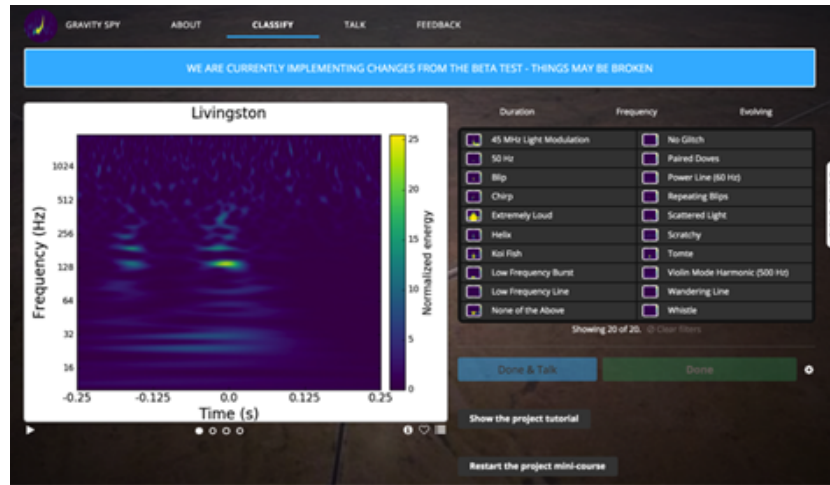 GRAVITY SPY ABOUT CLASSIFY TALK FEEDBACK
WE ARE CURRENTLY IMPLEMENTING CHANGES FROM THE BETA TEST - THINGS MAY BE BROKEN
Livingston
1024
512
256
128
64
32
16
Frequency (Hz)
-0.25 -0.125 0.0 0.125 0.25
Time (s)
25
20
15
10
5
0
Normalized energy
Duration Frequency Evolving
45 MHz Light Modulation No Glitch
50 Hz Paired Doves
Blip Power Line (60 Hz)
Chirp Repeating Blips
Extremely Loud Scattered Light
Helix Scratchy
Koi Fish Tomte
Low Frequency Burst Violin Mode Harmonic (500 Hz)
Low Frequency Line Wandering Line
None of the Above Whistle
Showing 20 of 20. Clear filters
Done & Talk Done
Show the project tutorial
Restart the project mini-course